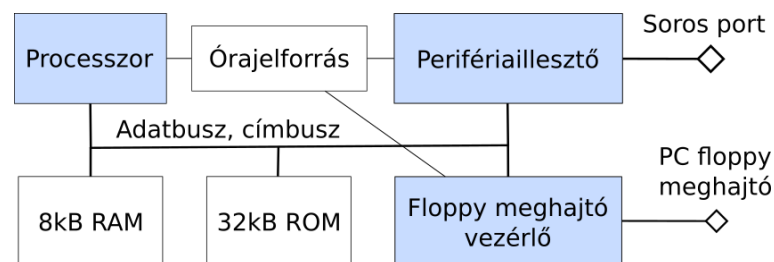 Soros port
Processzor
Órajelforrás
Perifériaillesztő
Adatbusz, címbusz
PC floppy
meghajtó
8kB RAM
32kB ROM
Floppy meghajtó
vezérlő